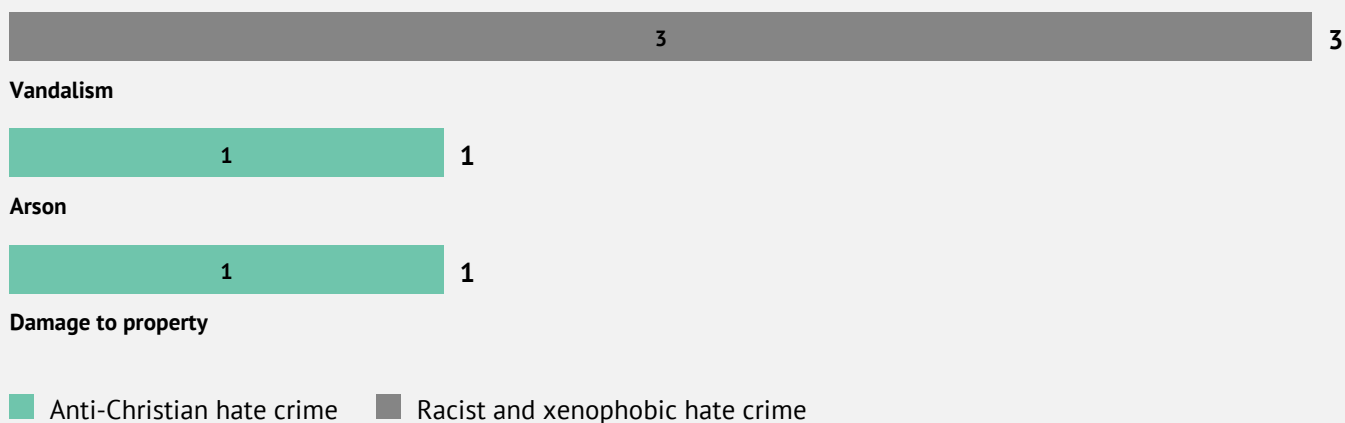 3 3
Vandalism
1 1
Arson
1 1
Damage to property
Anti-Christian hate crime Racist and xenophobic hate crime